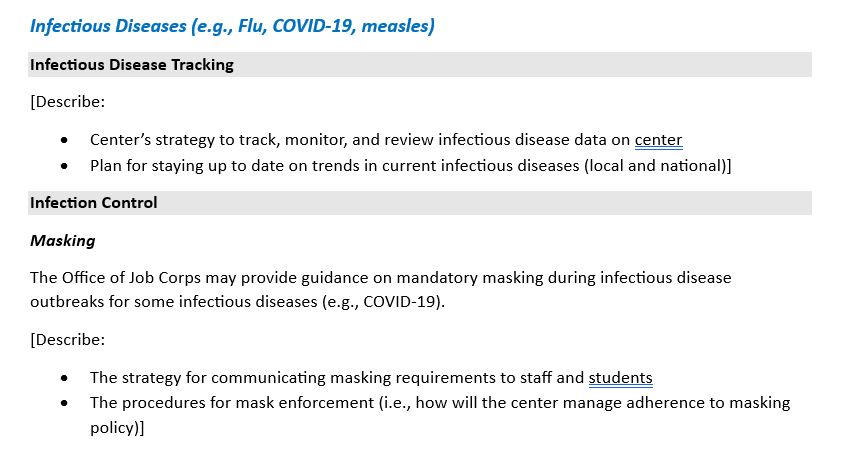 Infectious Diseases (e.g., Flu, COVID-19, measles)
Infectious Disease Tracking
[Describe:
• Center’s strategy to track, monitor, and review infectious disease data on center
• Plan for staying up to date on trends in current infectious diseases (local and national)]
Infection Control
Masking
The Office of Job Corps may provide guidance on mandatory masking during infectious disease
outbreaks for some infectious diseases (e.g., COVID-19).
[Describe:
• The strategy for communicating masking requirements to staff and students
• The procedures for mask enforcement (i.e., how will the center manage adherence to masking
policy)]